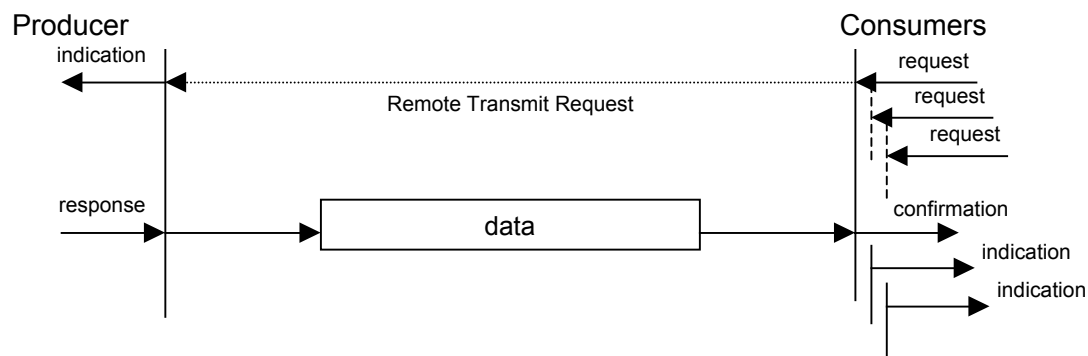 Producer
Consumers
indication
request
Remote Transmit Request
request
request
response
data
confirmation
indication
indication